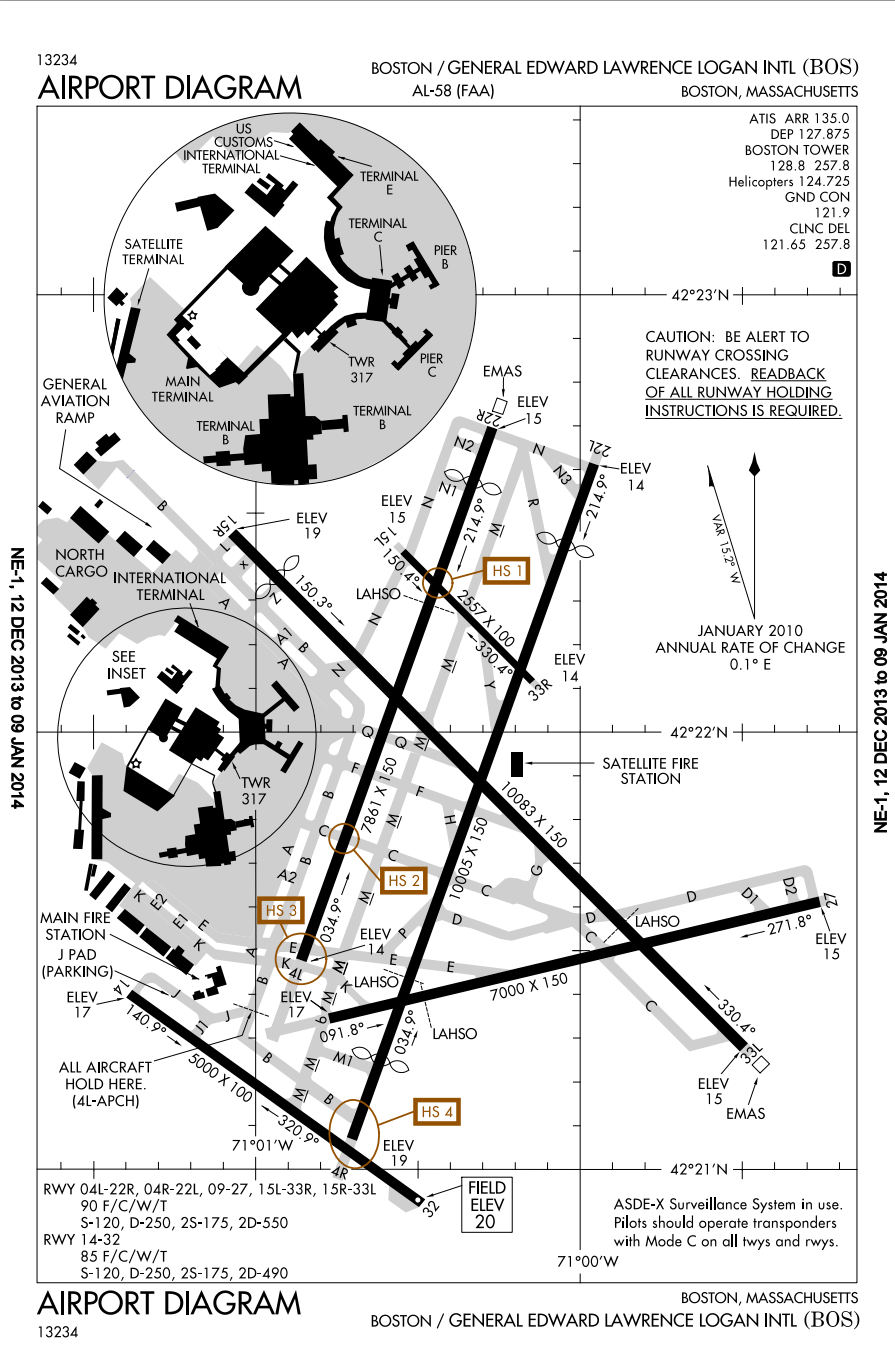 13234
AIRPORT DIAGRAM
BOSTON / GENERAL EDWARD LAWRENCE LOGAN INTL (BOS)
AL-58 (FAA)
BOSTON, MASSACHUSETTS
ATIS ARR 135.0
DEP 127.875
BOSTON TOWER
128.8 257.8
Helicopters 124.725
GND CON
121.9
CLNC DEL
121.65 257.8
D
US
CUSTOMS
INTERNATIONAL
TERMINAL
TERMINAL
E
TERMINAL
C
PIER
B
SATELLITE
TERMINAL
MAIN
TERMINAL
TWR
317
PIER
C
TERMINAL
B
TERMINAL
B
42°23'N
CAUTION: BE ALERT TO
RUNWAY CROSSING
CLEARANCES. READBACK
OF ALL RUNWAY HOLDING
INSTRUCTIONS IS REQUIRED.
GENERAL
AVIATION
RAMP
EMAS
ELEV
15
22R
N2
N
N3
22L
ELEV
14
B
N
N1
R
M
214.9°
214.9°
VAR 15.2° W
15R
ELEV
19
ELEV
15
15L
150.4°
HS 1
L
X
NORTH
CARGO
INTERNATIONAL
TERMINAL
150.3°
N
LAHSO
2557 X 100
A
A1
B
N
N
A
330.4°
M
Y
ELEV
14
33R
JANUARY 2010
ANNUAL RATE OF CHANGE
0.1° E
NE-1, 12 DEC 2013 to 09 JAN 2014
NE-1, 12 DEC 2013 to 09 JAN 2014
SEE
INSET
42°22'N
Q
Q
M
F
F
SATELLITE FIRE
STATION
TWR
317
B
7861 X 150
10083 X 150
C
M
H
HS 2
C
10005 X 150
G
A
A2
B
M
C
D
D
D1
D2
27
D
C
LAHSO
271.8°
ELEV
15
K
E2
E1
E
K
HS 3
034.9°
ELEV
14
P
MAIN FIRE
STATION
J PAD
(PARKING)
A
E
K
4L
M
E
E
LAHSO
K
7000 X 150
ELEV
17
14
J
B
ELEV
17
9
M
091.8°
LAHSO
034.9°
C
330.4°
140.9°
J1
J
ALL AIRCRAFT
HOLD HERE.
(4L-APCH)
5000 X 100
B
M
M1
33L
ELEV
15
EMAS
M
B
HS 4
320.9°
71°01'W
ELEV
19
4R
42°21'N
32
RWY 04L-22R, 04R-22L, 09-27, 15L-33R, 15R-33L
90 F/C/W/T
S-120, D-250, 2S-175, 2D-550
RWY 14-32
85 F/C/W/T
S-120, D-250, 2S-175, 2D-490
FIELD
ELEV
20
ASDE-X Surveillance System in use.
Pilots should operate transponders
with Mode C on all twys and rwys.
71°00'W
AIRPORT DIAGRAM
13234
BOSTON, MASSACHUSETTS
BOSTON / GENERAL EDWARD LAWRENCE LOGAN INTL (BOS)